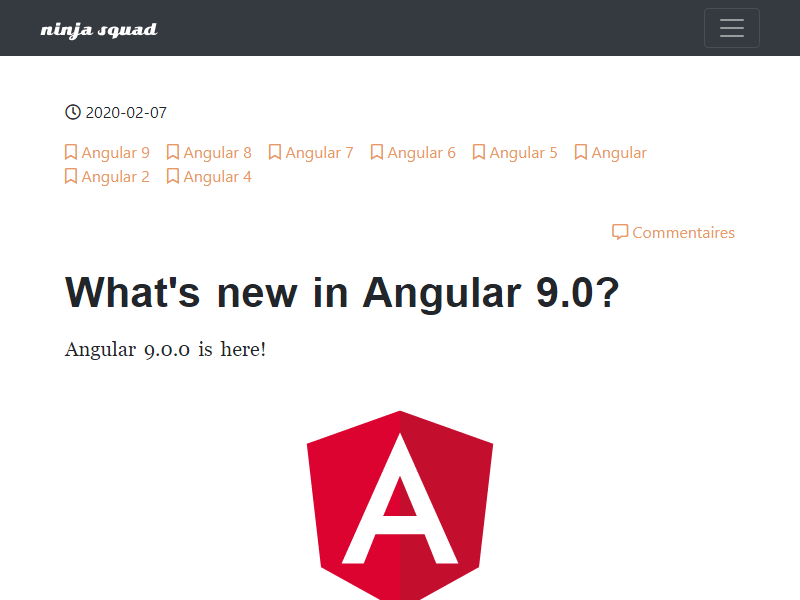 ninja squad
2020-02-07
Angular 9 Angular 8 Angular 7 Angular 6 Angular 5 Angular
Angular 2 Angular 4
Commentaires
What's new in Angular 9.0?
Angular 9.0.0 is here!
A